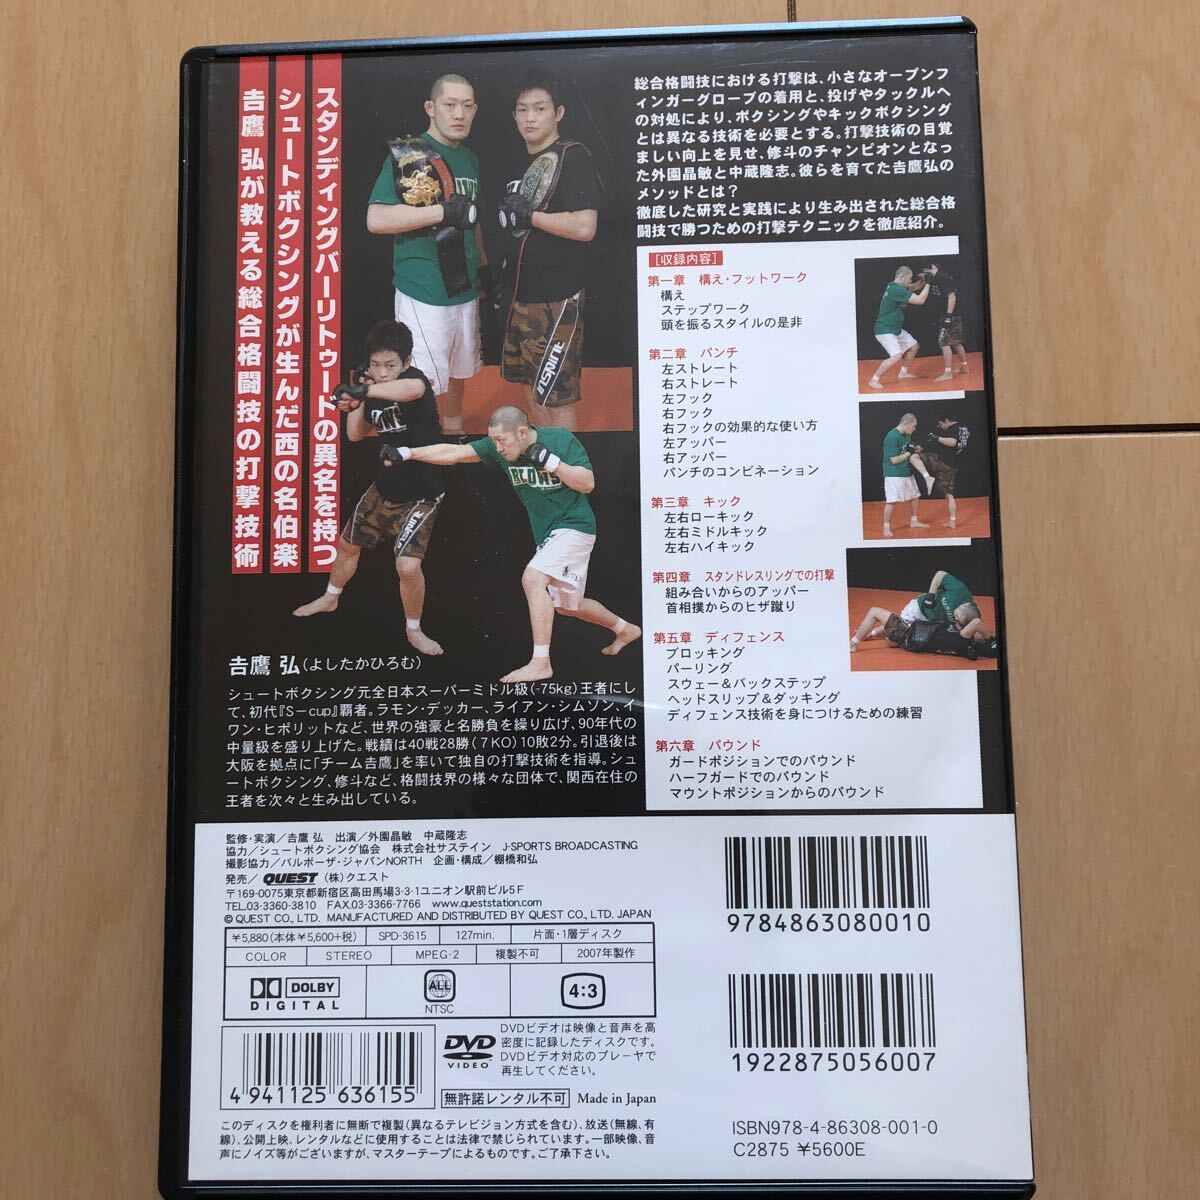 スタンディングバーリトゥードの異名を持つ
シュートボクシングが生んだ西の名伯楽
吉鷹 弘が教える総合格闘技の打撃技術
総合格闘技における打撃は、小さなオープンフ
ィンガーグローブの着用と、投げやタックルへ
の対処により、ボクシングやキックボクシング
とは異なる技術を必要とする。打撃技術の目覚
ましい向上を見せ、修斗のチャンピオンとなっ
た外園晶敏と中蔵隆志。彼らを育てた吉鷹弘の
メソッドとは?
徹底した研究と実践により生み出された総合格
闘技で勝つための打撃テクニックを徹底紹介。
[収録内容]
第一章 構え・フットワーク
構え
ステップワーク
頭を振るスタイルの是非
第二章 パンチ
左ストレート
右ストレート
左フック
右フック
右フックの効果的な使い方
左アッパー
右アッパー
パンチのコンビネーション
第三章 キック
左右ローキック
左右ミドルキック
左右ハイキック
第四章 スタンドレスリングでの打撃
組み合いからのアッパー
首相撲からのヒザ蹴り
第五章 ディフェンス
ブロッキング
パーリング
スウェー&バックステップ
ヘッドスリップ&ダッキング
ディフェンス技術を身につけるための練習
第六章 パウンド
ガードポジションでのパウンド
ハーフガードでのパウンド
マウントポジションからのパウンド
吉鷹 弘(よしたかひろむ)
シュートボクシング元全日本スーパーミドル級(-75kg)王者にし
て、初代『S-cup』覇者。ラモン・デッカー、ライアン・シムソン、イ
ワン・ヒポリットなど、世界の強豪と名勝負を繰り広げ、90年代の
中量級を盛り上げた。戦績は40戦28勝(7KO)10敗2分。引退後は
大阪を拠点に「チーム吉鷹」を率いて独自の打撃技術を指導。シュ
ートボクシング、修斗など、格闘技界の様々な団体で、関西在住の
王者を次々と生み出している。
監修・実演/吉鷹 弘 出演/外園晶敏 中蔵隆志
協力/シュートボクシング協会 株式会社サステイン J-SPORTS BROADCASTING
撮影協力/バルボーザ・ジャパンNORTH 企画・構成/棚橋和弘
発売/QUEST (株)クエスト
〒169-0075東京都新宿区高田馬場3-3-1ユニオン駅前ビル5F
TEL.03-3360-3810 FAX.03-3366-7766 www.queststation.com
© QUEST CO., LTD. MANUFACTURED AND DISTRIBUTED BY QUEST CO., LTD. JAPAN
¥5,880(本体¥5,600+税) SPD-3615 127min. 片面・1層ディスク
COLOR STEREO MPEG-2 複製不可 2007年製作
DOLBY
DIGITAL
ALL
NTSC
4:3
DVD
VIDEO
DVDビデオは映像と音声を高
密度に記録したディスクです。
DVDビデオ対応のプレーヤで
再生してください。
4 941125 636155
無許諾レンタル不可 Made in Japan
このディスクを権利者に無断で複製(異なるテレビジョン方式を含む)、放送(無線、有
線)、公開上映、レンタルなどに使用することは法律で禁じられています。一部映像、音
声にノイズ等がございますが、マスターテープによるものです。ご了承下さい。
9784863080010
1922875056007
ISBN978-4-86308-001-0
C2875 ¥5600E